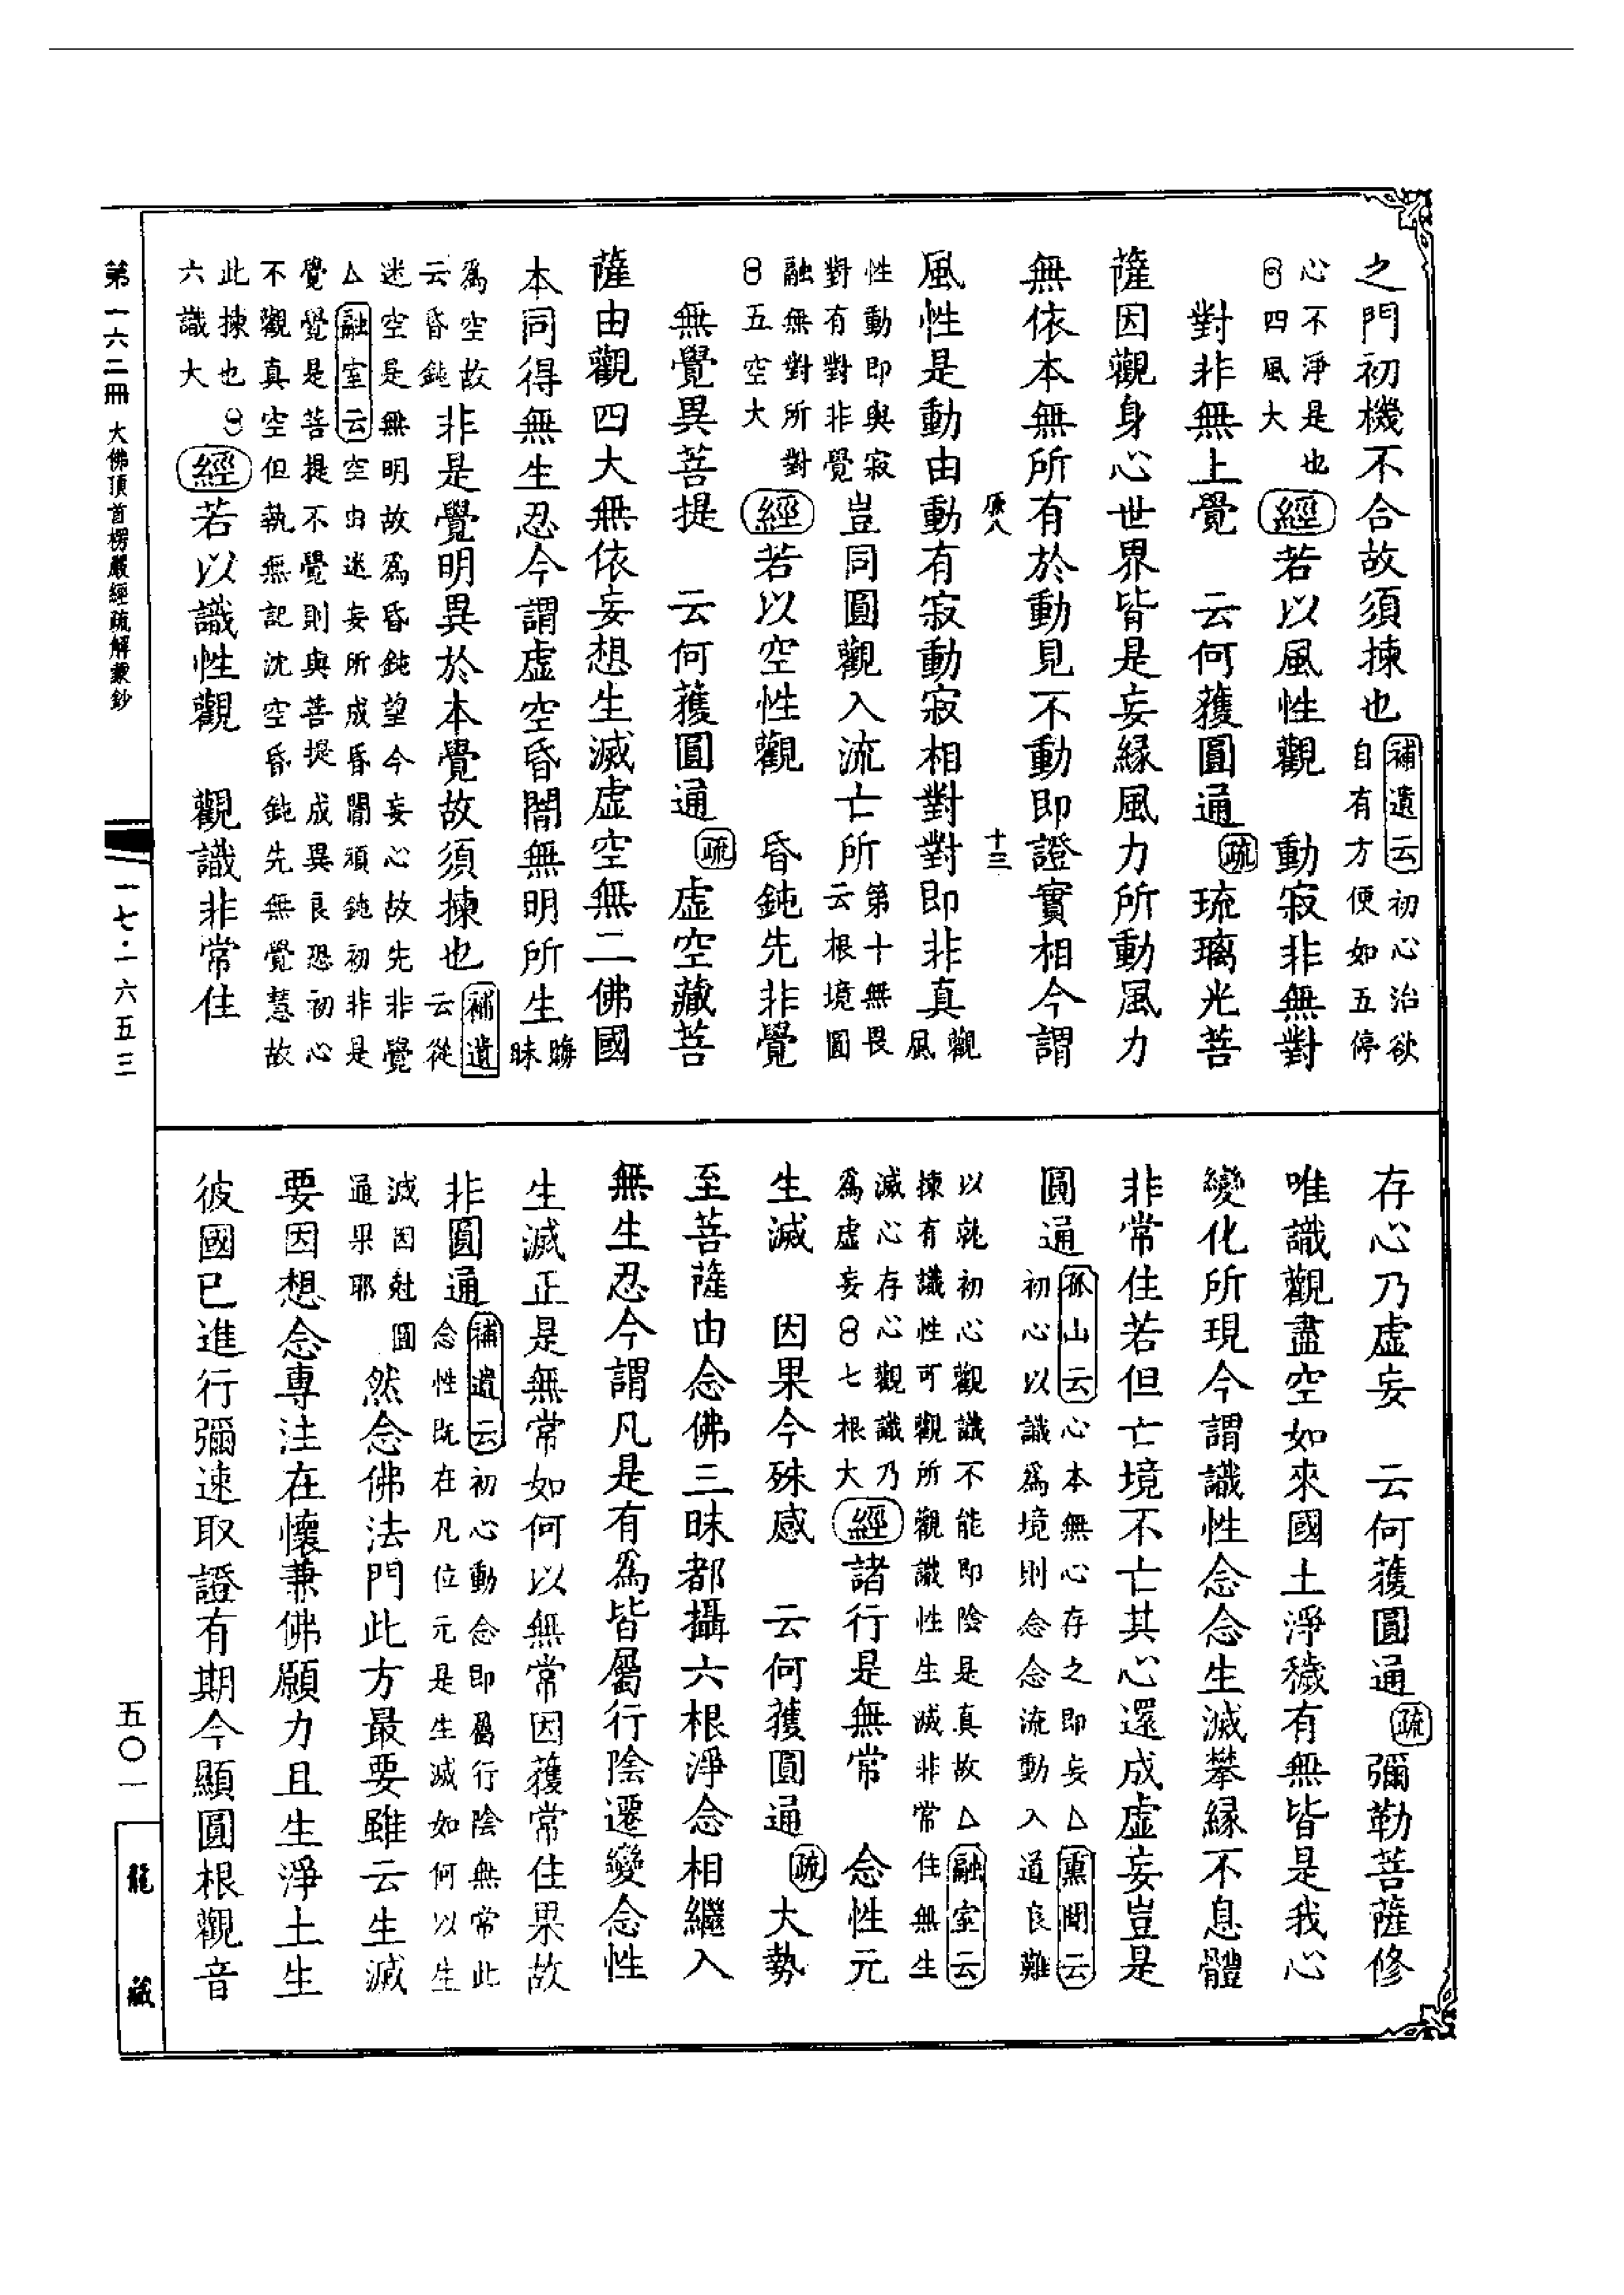 之門初機不合故須揀也補遺云初心治欲
自有方便如五停
心不淨是也
8四風大
經若以風性觀　動寂非無對
對非無上覺　云何獲圓通疏琉璃光菩
薩因觀身心世界皆是妄緣風力所動風力
無依本無所有於動見不動即證實相今謂
十三
風性是動由動有寂動寂相對對即非真觀
風
性動即與寂
對有對非覺
豈同圓觀入流亡所第十無畏
云根境圓
融無對所對
8五空大
經若以空性觀　昏鈍先非覺
無覺異菩提　云何獲圓通疏虛空藏菩
薩由觀四大無依妄想生滅虛空無二佛國
本同得無生忍今謂虛空昏闇無明所生晦
昧
爲空故
云昏鈍
非是覺明異於本覺故須揀也補遺
云從
迷空是無明故爲昏鈍望今妄心故先非覺
△融室云空由迷妄所成昏闇頑鈍初非是
覺覺是菩提不覺則與菩提成異良恐初心
不觀真空但執無記沈空昏鈍先無覺慧故
此揀也8
六識大
經若以識性觀　觀識非常住
存心乃虛妄　云何獲圓通疏彌勒菩薩修
唯識觀盡空如來國土淨穢有無皆是我心
變化所現今謂識性念念生滅攀緣不息體
非常住若但亡境不亡其心還成虛妄豈是
圓通孤山云心本無心存之即妄△熏聞云
初心以識爲境則念念流動入道良難
以就初心觀識不能即陰是真故△融室云
揀有識性可觀所觀識性生滅非常住無生
滅心存心觀識乃
爲虛妄8七根大
經諸行是無常　念性元
生滅　因果今殊感　云何獲圓通疏大勢
至菩薩由念佛三昧都攝六根淨念相繼入
無生忍今謂凡是有爲皆屬行陰遷變念性
生滅正是無常如何以無常因獲常住果故
非圓通補遺云初心動念即屬行陰無常此
念性既在凡位元是生滅如何以生
滅因尅圓
通果耶
然念佛法門此方最要雖云生滅
要因想念專注在懷兼佛願力且生淨土生
彼國已進行彌速取證有期今顯圓根觀音
第一六二冊　大佛頂首楞嚴經疏解蒙鈔
一七·一六五三
五〇一
龍藏